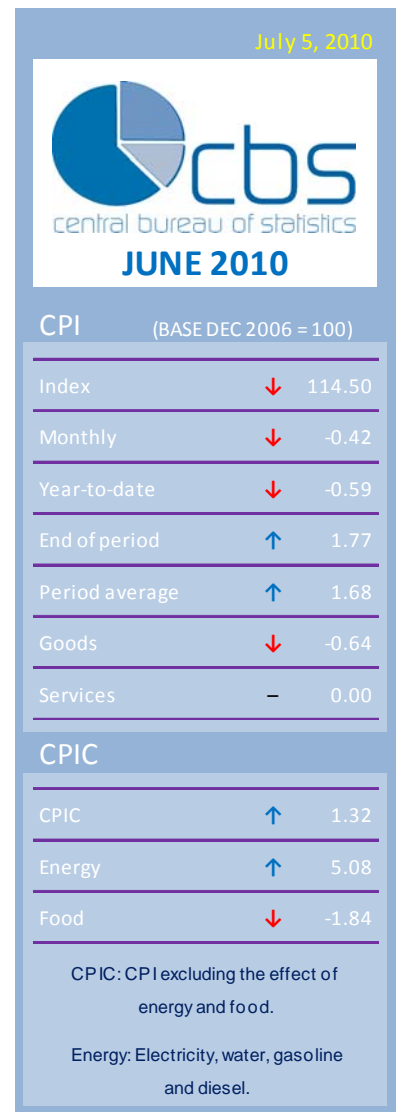 July 5, 2010
cbs
central bureau of statistics
JUNE 2010
CPI (BASE DEC 2006 = 100)
Index ↓ 114.50
Monthly ↓ -0.42
Year-to-date ↓ -0.59
End of period ↑ 1.77
Period average ↑ 1.68
Goods ↓ -0.64
Services – 0.00
CPIC
CPIC ↑ 1.32
Energy ↑ 5.08
Food ↓ -1.84
CPIC: CPI excluding the effect of
energy and food.
Energy: Electricity, water, gasoline
and diesel.